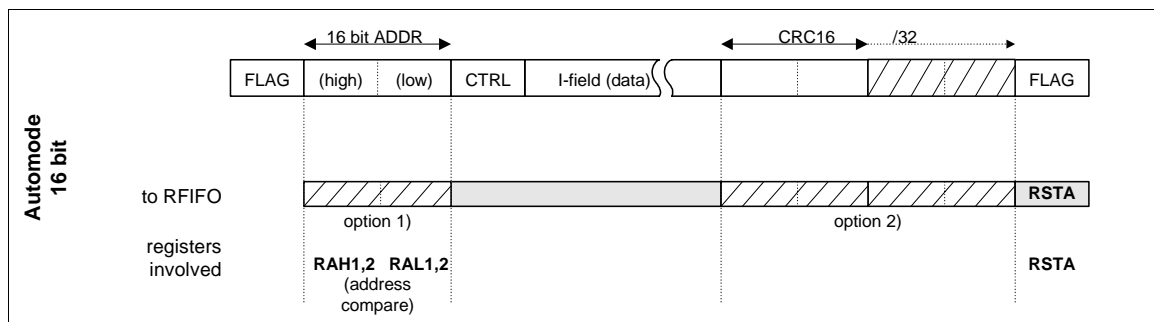 16 bit ADDR CRC16 /32
FLAG (high) (low) CTRL I-field (data) FLAG
Automode
16 bit
to RFIFO RSTA
option 1) option 2)
registers
involved
RAH1,2 RAL1,2 RSTA
(address
compare)